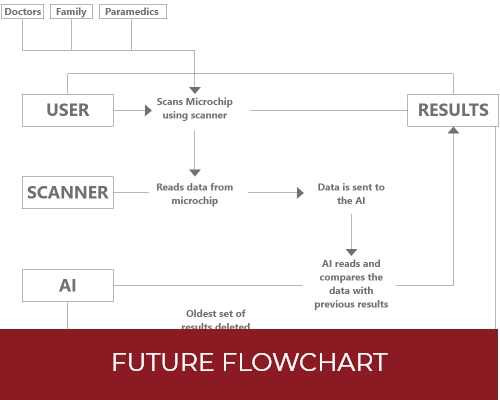 Doctors
Family
Paramedics
USER
Scans Microchip
using scanner
RESULTS
SCANNER
Reads data from
microchip
Data is sent to
the AI
AI
AI reads and
compares the
data with
previous results
Oldest set of
results deleted
FUTURE FLOWCHART